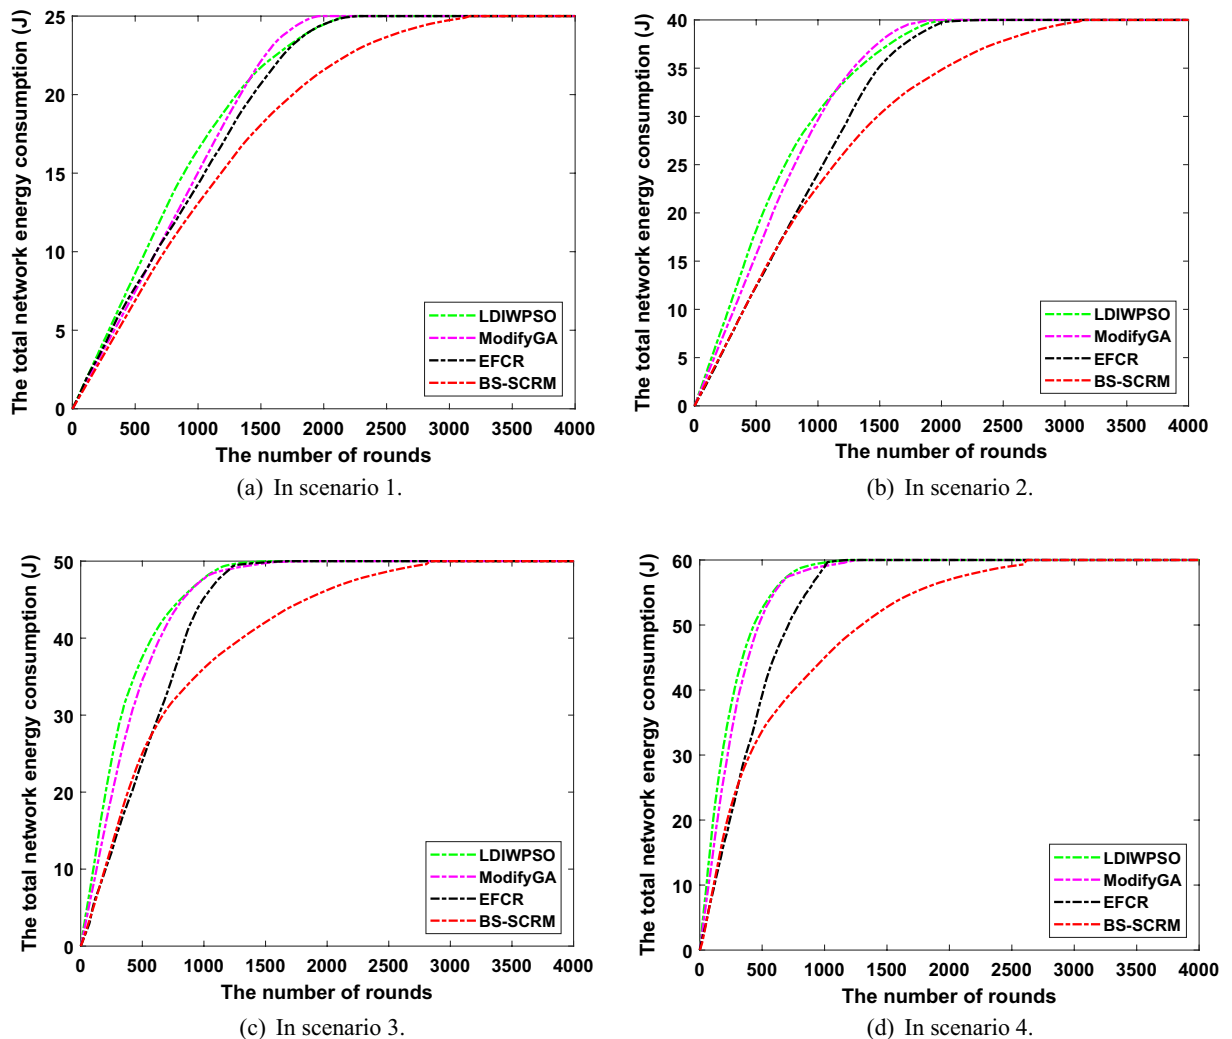 The total network energy consumption (J)
25
20
15
10
5
0
0 500 1000 1500 2000 2500 3000 3500 4000
The number of rounds
LDIWPSO
ModifyGA
EFCR
BS-SCRM
(a) In scenario 1.
The total network energy consumption (J)
40
35
30
25
20
15
10
5
0
0 500 1000 1500 2000 2500 3000 3500 4000
The number of rounds
LDIWPSO
ModifyGA
EFCR
BS-SCRM
(b) In scenario 2.
The total network energy consumption (J)
50
40
30
20
10
0
0 500 1000 1500 2000 2500 3000 3500 4000
The number of rounds
LDIWPSO
ModifyGA
EFCR
BS-SCRM
(c) In scenario 3.
The total network energy consumption (J)
60
50
40
30
20
10
0
0 500 1000 1500 2000 2500 3000 3500 4000
The number of rounds
LDIWPSO
ModifyGA
EFCR
BS-SCRM
(d) In scenario 4.